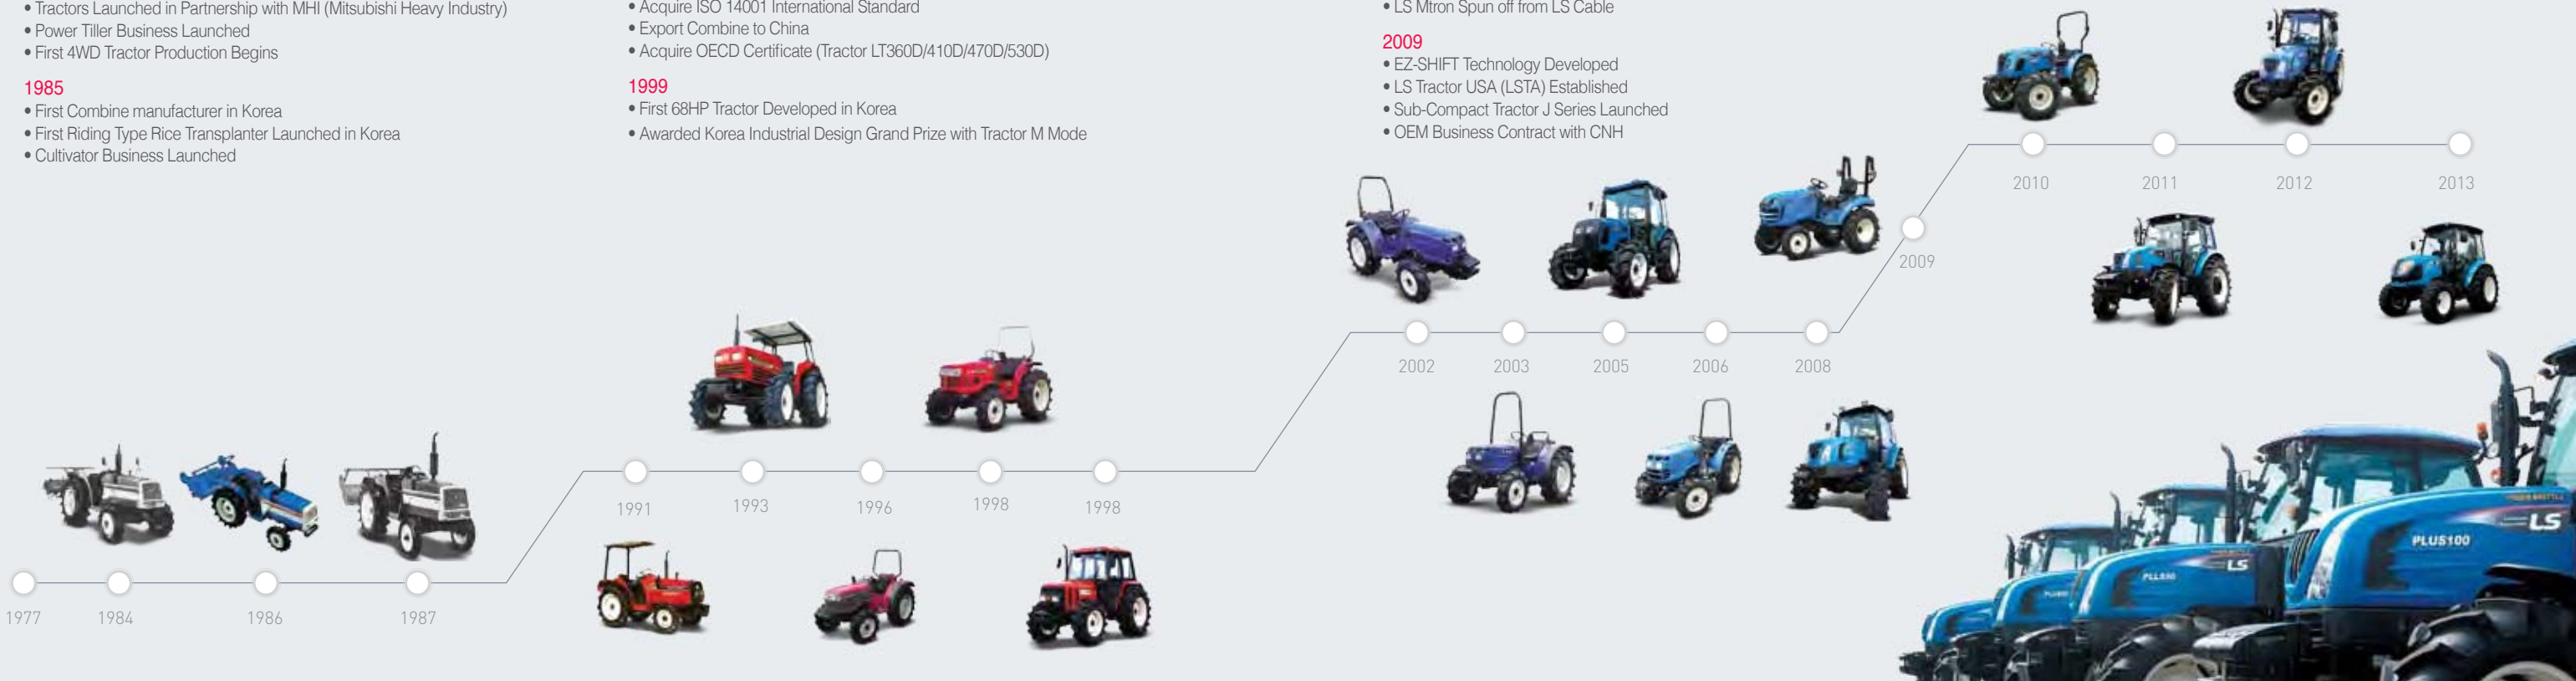 • Tractors Launched in Partnership with MHI (Mitsubishi Heavy Industry)
• Power Tiller Business Launched
• First 4WD Tractor Production Begins
1985
• First Combine manufacturer in Korea
• First Riding Type Rice Transplanter Launched in Korea
• Cultivator Business Launched
• Acquire ISO 14001 International Standard
• Export Combine to China
• Acquire OECD Certificate (Tractor LT360D/410D/470D/530D)
1999
• First 68HP Tractor Developed in Korea
• Awarded Korea Industrial Design Grand Prize with Tractor M Mode
• LS Mtron Spun off from LS Cable
2009
• EZ-SHIFT Technology Developed
• LS Tractor USA (LSTA) Established
• Sub-Compact Tractor J Series Launched
• OEM Business Contract with CNH
1977
1984
1986
1987
1991
1993
1996
1998
1998
2002
2003
2005
2006
2008
2009
2010
2011
2012
2013
LS
PLUS100
LS